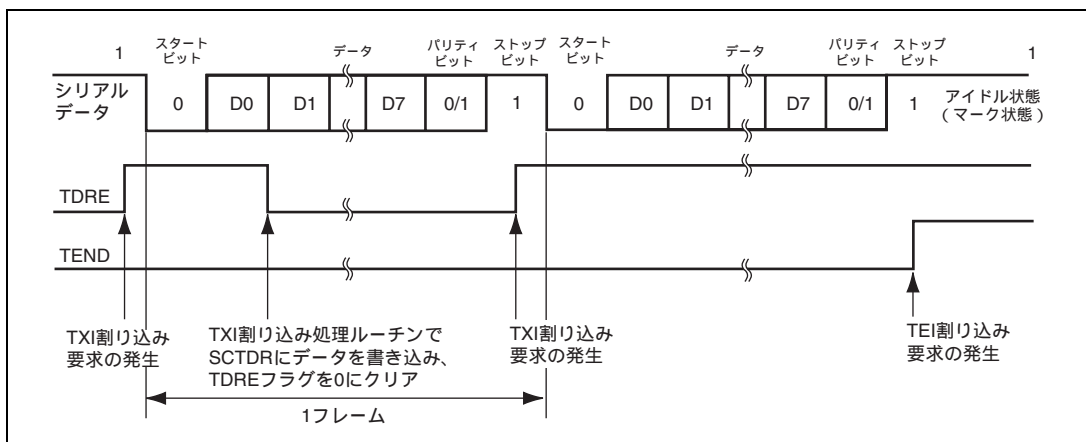 1
スタート
ビット
データ
パリティ
ビット
ストップ
ビット
スタート
ビット
データ
パリティ
ビット
ストップ
ビット
1
シリアル
データ
0
D0
D1
D7
0/1
1
0
D0
D1
D7
0/1
1
アイドル状態
(マーク状態)
TDRE
TEND
TXI割り込み
要求の発生
TXI割り込み処理ルーチンで
SCTDRにデータを書き込み、
TDREフラグを0にクリア
TXI割り込み
要求の発生
TEI割り込み
要求の発生
1フレーム